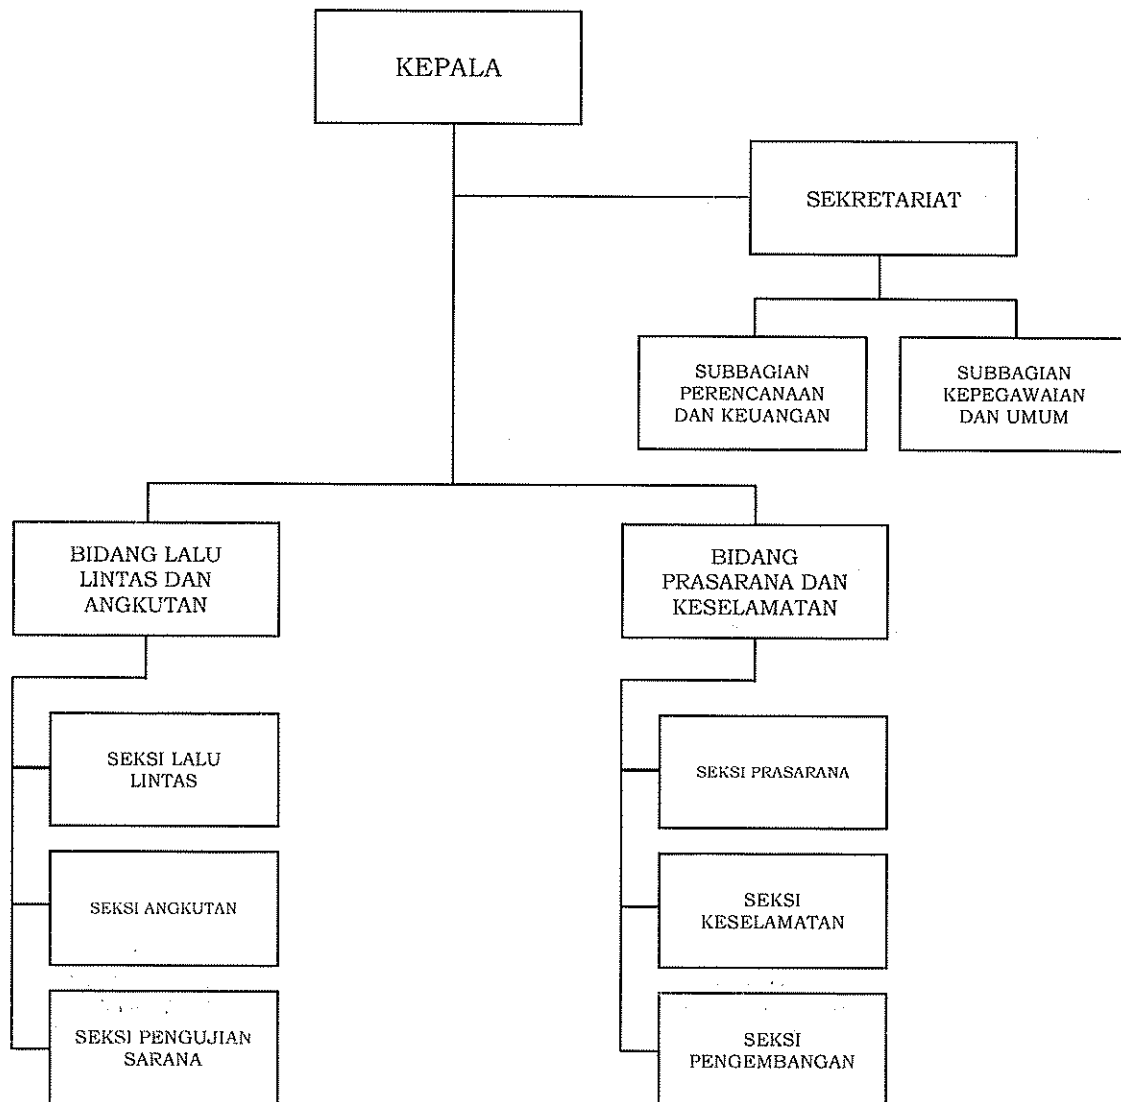 KEPALA
SEKRETARIAT
SUBBAGIAN
PERENCANAAN
DAN KEUANGAN
SUBBAGIAN
KEPEGAWAIAN
DAN UMUM
BIDANG LALU
LINTAS DAN
ANGKUTAN
BIDANG
PRASARANA DAN
KESELAMATAN
SEKSI LALU
LINTAS
SEKSI ANGKUTAN
SEKSI PENGUJIAN
SARANA
SEKSI PRASARANA
SEKSI
KESELAMATAN
SEKSI
PENGEMBANGAN